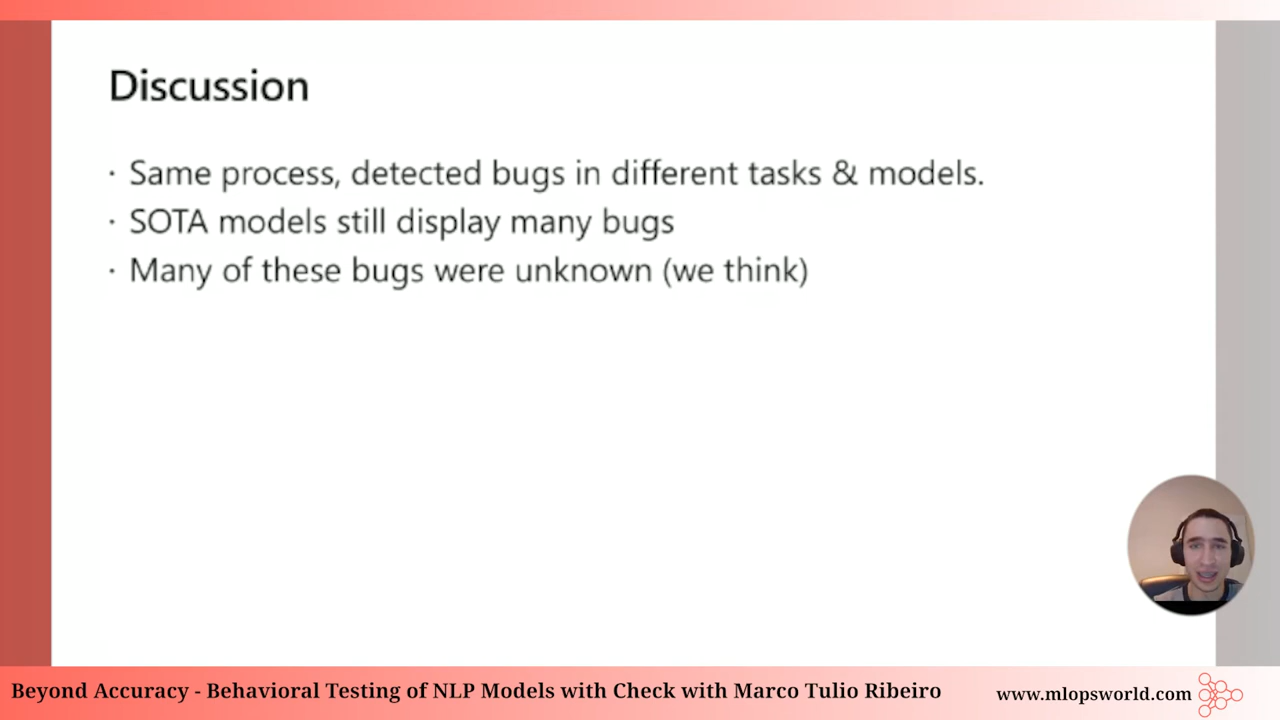 Discussion
· Same process, detected bugs in different tasks & models.
· SOTA models still display many bugs
· Many of these bugs were unknown (we think)
Beyond Accuracy - Behavioral Testing of NLP Models with Check with Marco Tulio Ribeiro
www.mlopsworld.com